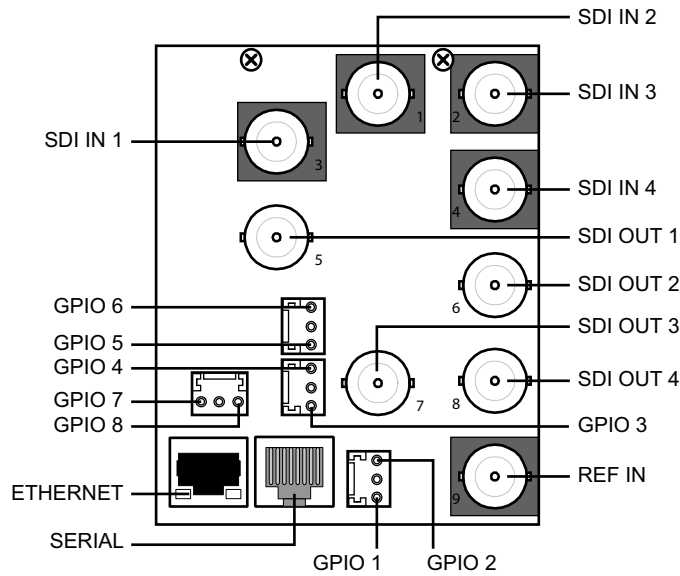 SDI IN 2
SDI IN 3
1
2
SDI IN 1
3
SDI IN 4
4
SDI OUT 1
5
SDI OUT 2
6
GPIO 6
SDI OUT 3
GPIO 5
GPIO 4
SDI OUT 4
7
8
GPIO 7
GPIO 8
GPIO 3
REF IN
ETHERNET
9
SERIAL
GPIO 1
GPIO 2